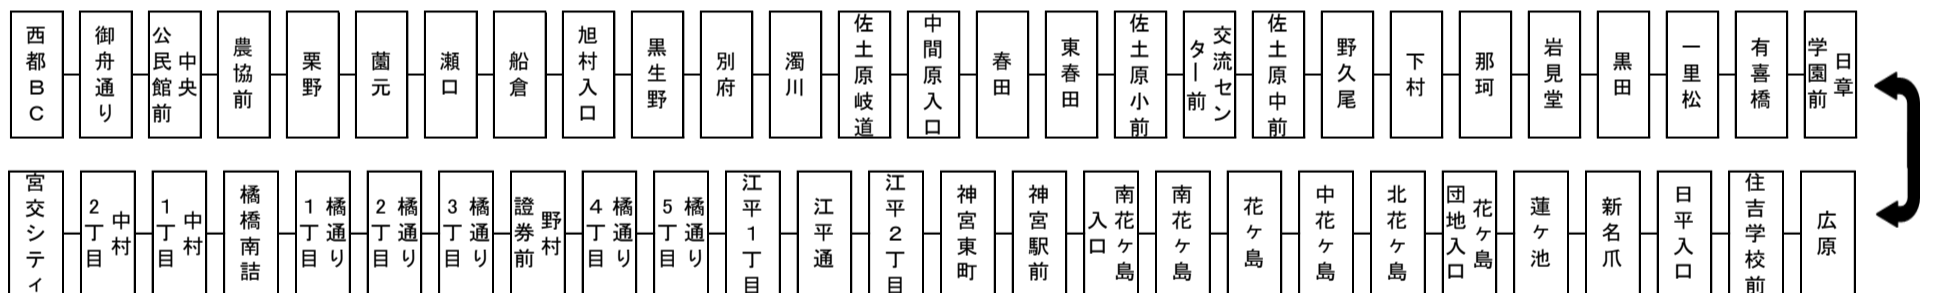 西都BC
御舟通り
中央公民館前
農協前
栗野
薗元
瀬口
船倉
旭村入口
黒生野
別府
濁川
佐土原岐道
中間原入口
春田
東春田
佐土原小前
交流センター前
佐土原中前
野久尾
下村
那珂
岩見堂
黒田
一里松
有喜橋
日章学園前
宮交シティ
中村2丁目
中村1丁目
橘橋南詰
橘通り1丁目
橘通り2丁目
橘通り3丁目
野村證券前
橘通り4丁目
橘通り5丁目
江平1丁目
江平通
江平2丁目
神宮東町
神宮駅前
南花ヶ島入口
南花ヶ島
花ヶ島
中花ヶ島
北花ヶ島
花ヶ島団地入口
蓮ヶ池
新名爪
日平入口
住吉学校前
広原